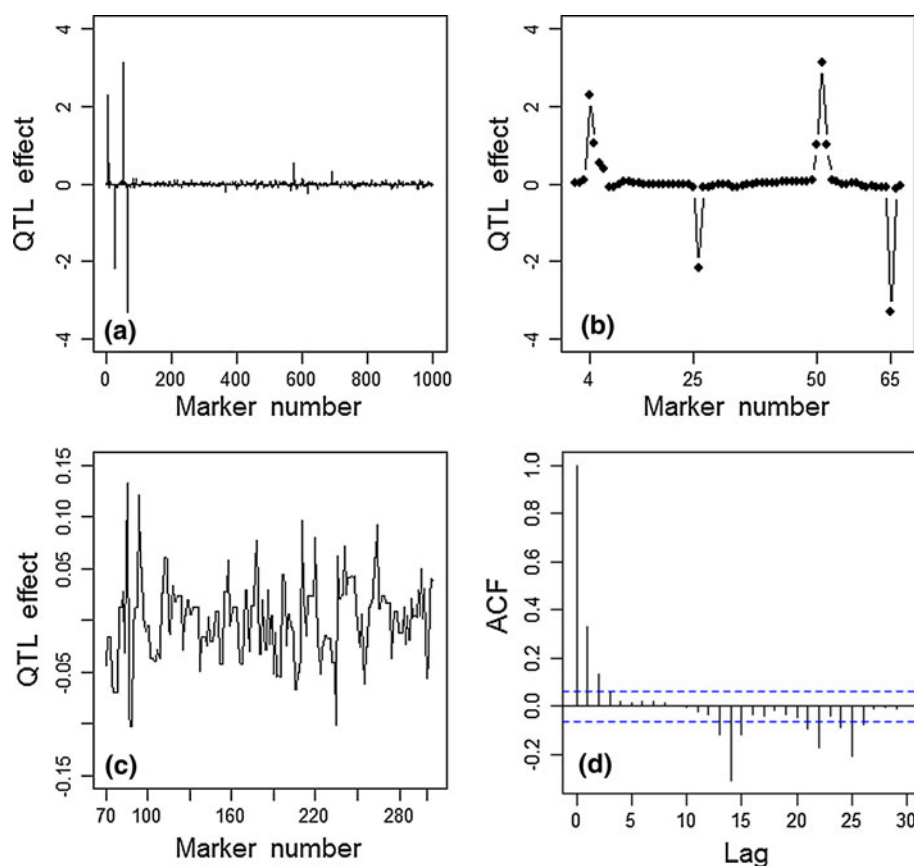 4
2
0
-2
-4
QTL effect
(a)
0 200 400 600 800 1000
Marker number
4
2
0
-2
-4
QTL effect
(b)
4 25 50 65
Marker number
0.15
0.10
0.05
-0.05
-0.15
QTL effect
(c)
70 100 160 220 280
Marker number
1.0
0.8
0.6
0.4
0.2
0.0
-0.2
ACF
(d)
0 5 10 15 20 25 30
Lag